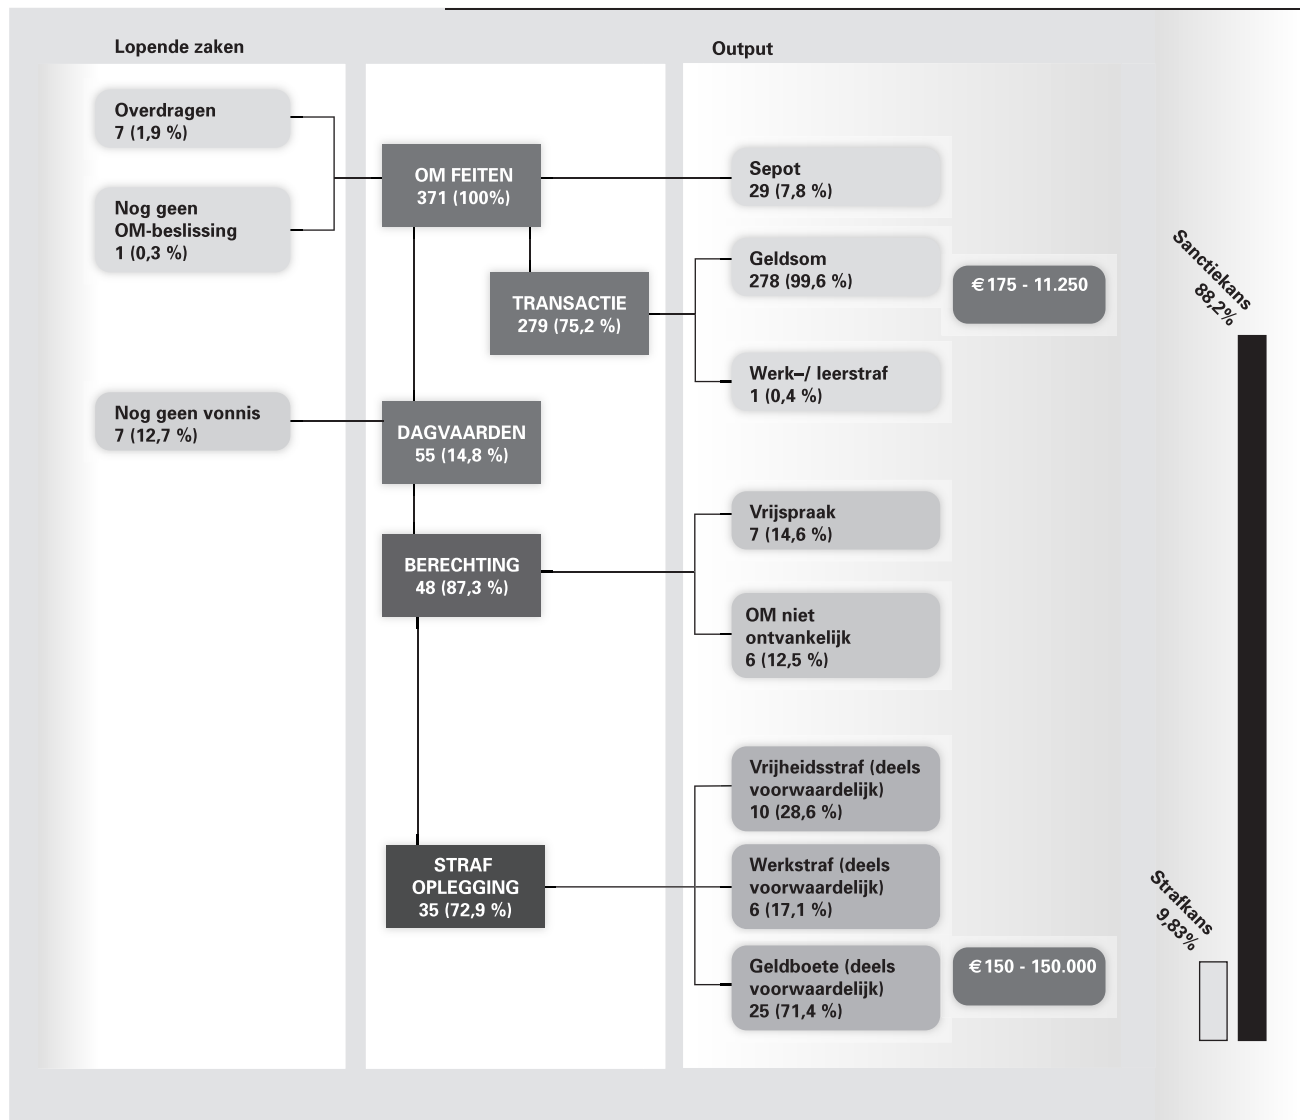 Lopende zaken
Output
Overdragen
7 (1,9 %)
Nog geen
OM-beslissing
1 (0,3 %)
OM FEITEN
371 (100%)
Sepot
29 (7,8 %)
TRANSACTIE
279 (75,2 %)
Geldsom
278 (99,6 %)
€ 175 - 11.250
Werk–/ leerstraf
1 (0,4 %)
Sanctiekans
88,2%
Nog geen vonnis
7 (12,7 %)
DAGVAARDEN
55 (14,8 %)
BERECHTING
48 (87,3 %)
Vrijspraak
7 (14,6 %)
OM niet
ontvankelijk
6 (12,5 %)
STRAF
OPLEGGING
35 (72,9 %)
Vrijheidsstraf (deels
voorwaardelijk)
10 (28,6 %)
Werkstraf (deels
voorwaardelijk)
6 (17,1 %)
Geldboete (deels
voorwaardelijk)
25 (71,4 %)
€ 150 - 150.000
Strafkans
9,83%